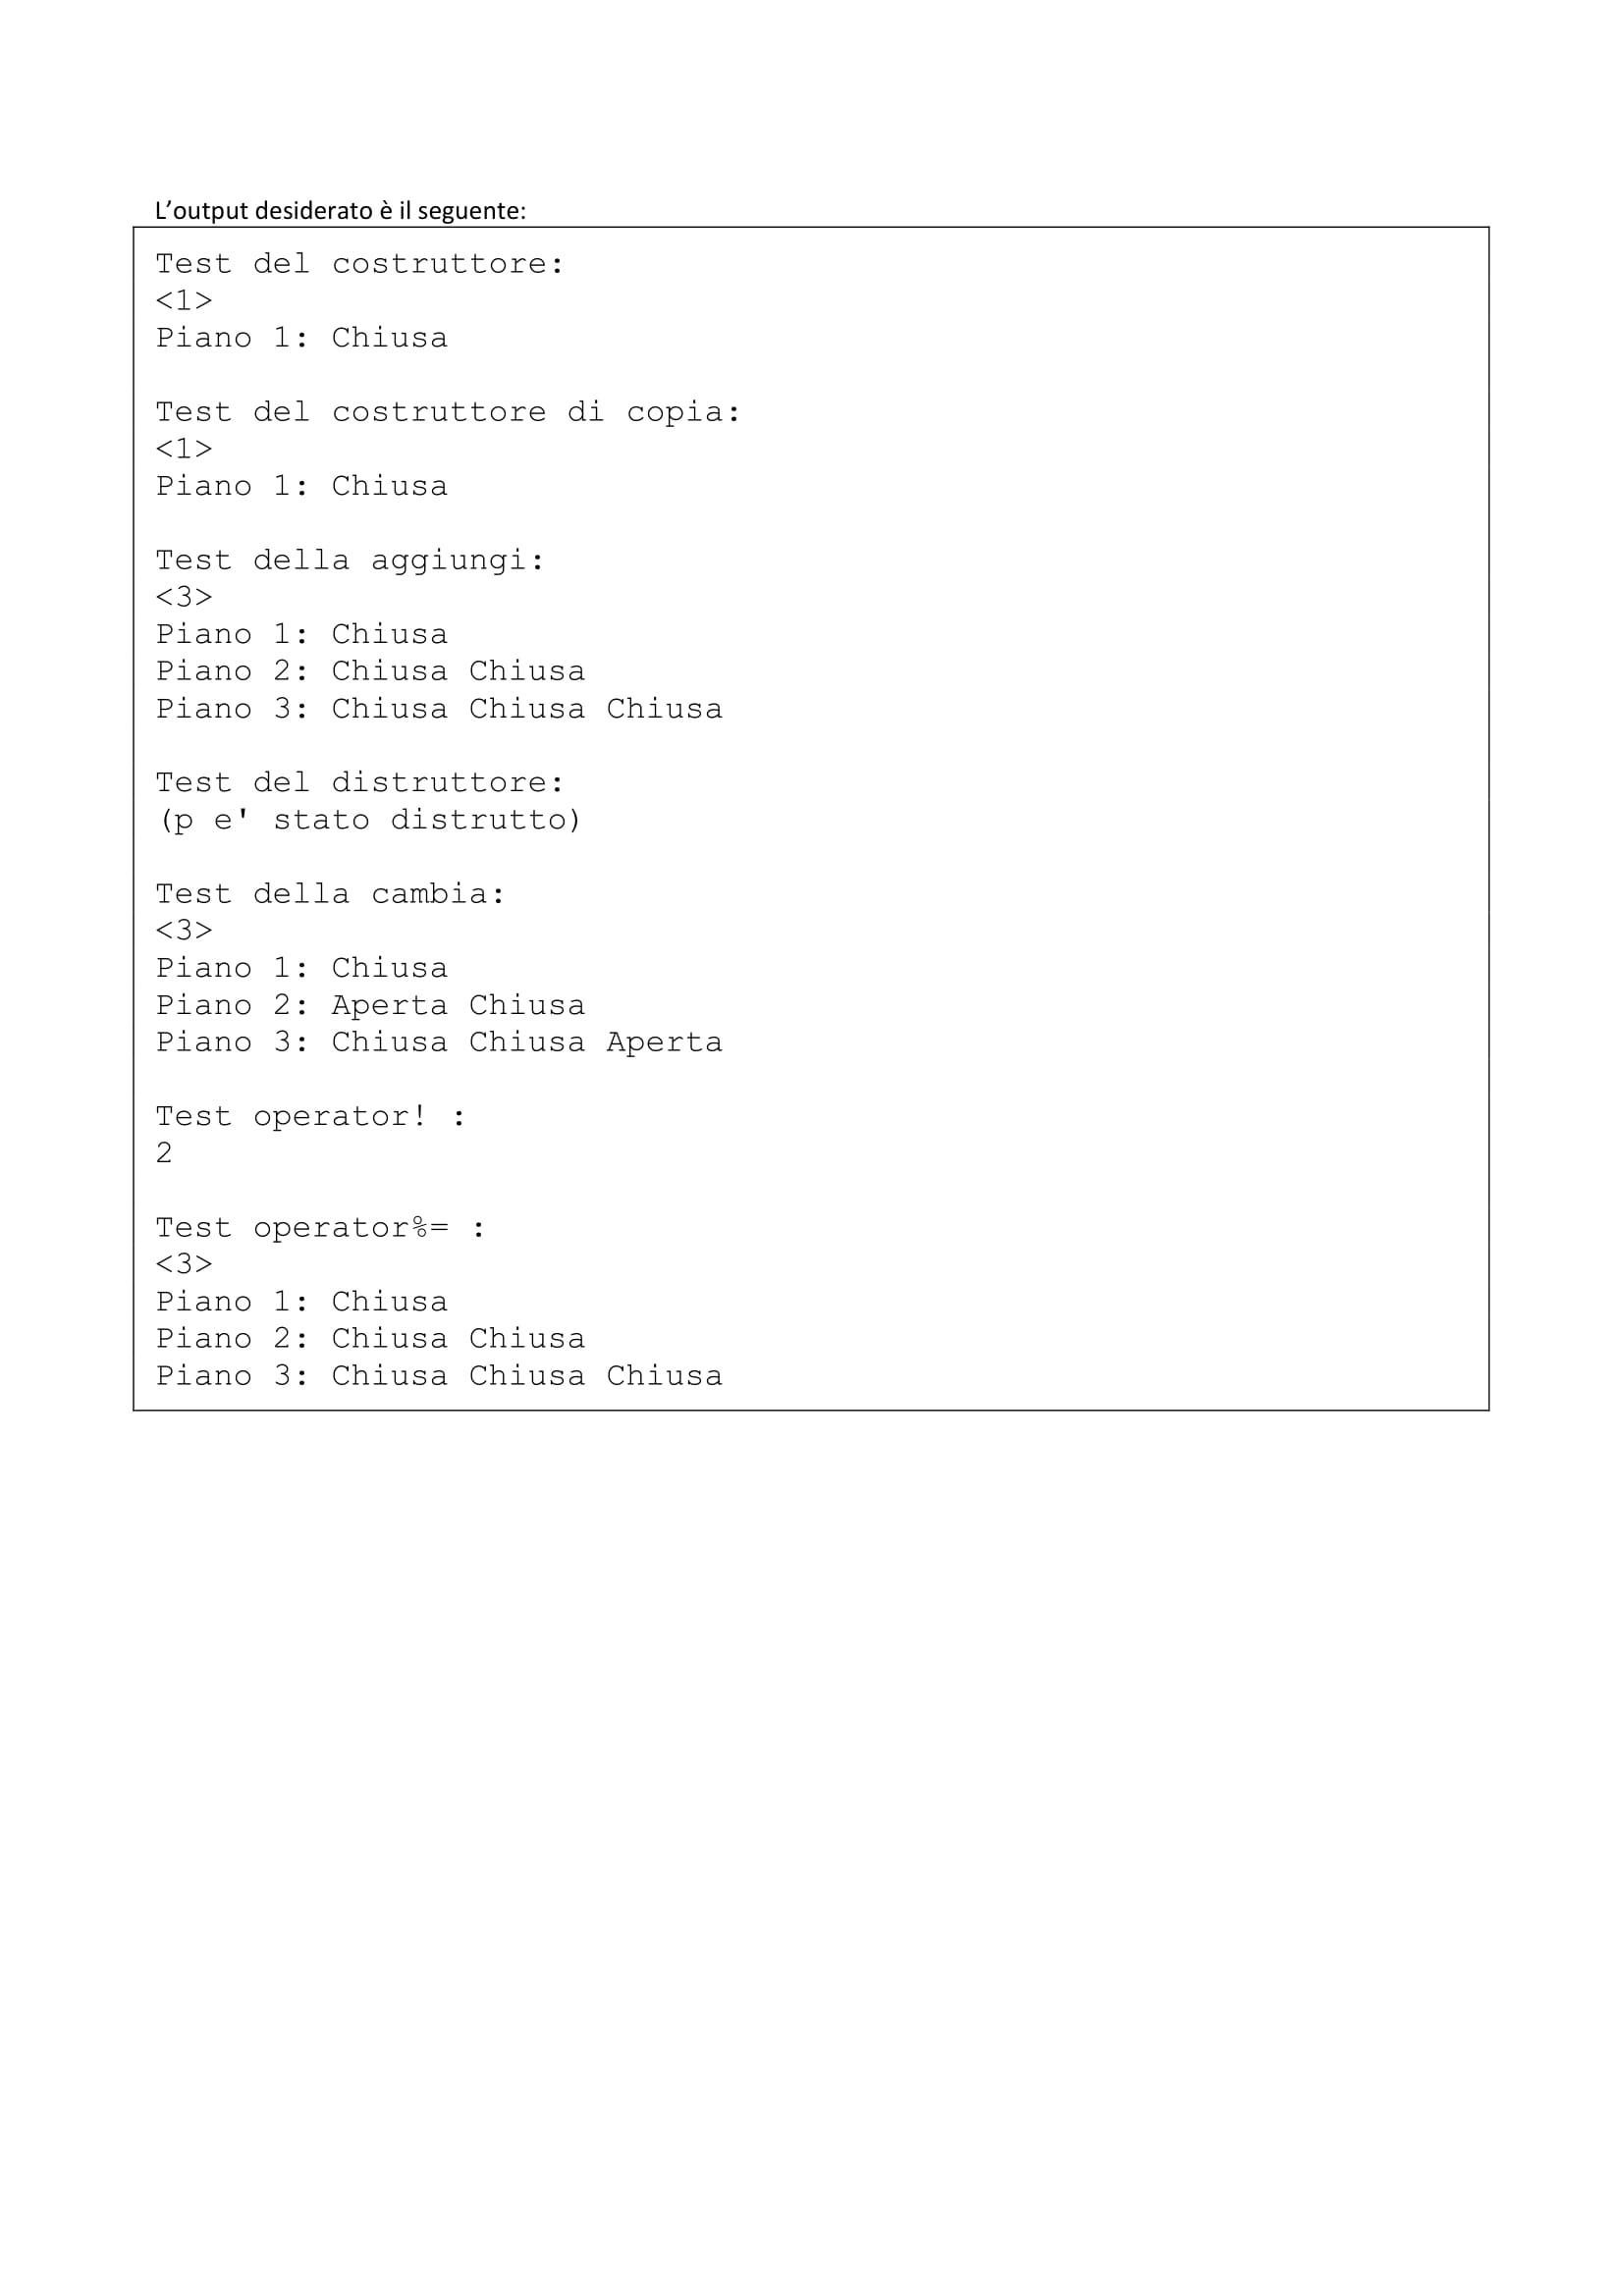 L’output desiderato è il seguente:
Test del costruttore:
<1>
Piano 1: Chiusa
Test del costruttore di copia:
<1>
Piano 1: Chiusa
Test della aggiungi:
<3>
Piano 1: Chiusa
Piano 2: Chiusa Chiusa
Piano 3: Chiusa Chiusa Chiusa
Test del distruttore:
(p e' stato distrutto)
Test della cambia:
<3>
Piano 1: Chiusa
Piano 2: Aperta Chiusa
Piano 3: Chiusa Chiusa Aperta
Test operator! :
2
Test operator%= :
<3>
Piano 1: Chiusa
Piano 2: Chiusa Chiusa
Piano 3: Chiusa Chiusa Chiusa